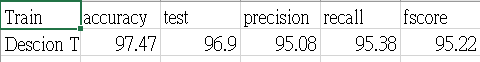 Train accuracy test precision recall fscore
Descion T 97.47 96.9 95.08 95.38 95.22